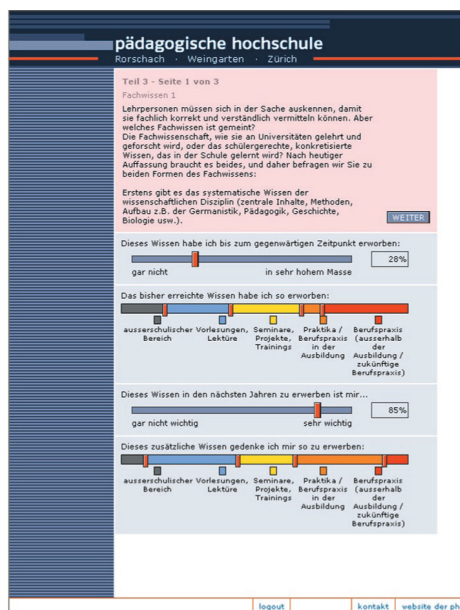 pädagogische hochschule
Rorschach · Weingarten · Zürich
Teil 3 - Seite 1 von 3
Fachwissen 1
Lehrpersonen müssen sich in der Sache auskennen, damit
sie fachlich korrekt und verständlich vermitteln können. Aber
welches Fachwissen ist gemeint?
Die Fachwissenschaft, wie sie an Universitäten gelehrt und
geforscht wird, oder das schülergerechte, konkretisierte
Wissen, das in der Schule gelernt wird? Nach heutiger
Auffassung braucht es beides, und daher befragen wir Sie zu
beiden Formen des Fachwissens:
Erstens gibt es das systematische Wissen der
wissenschaftlichen Disziplin (zentrale Inhalte, Methoden,
Aufbau z.B. der Germanistik, Pädagogik, Geschichte,
Biologie usw.).
WEITER
Dieses Wissen habe ich bis zum gegenwärtigen Zeitpunkt erworben:
28%
gar nicht in sehr hohem Masse
Das bisher erreichte Wissen habe ich so erworben:
ausserschulischer Vorlesungen, Seminare, Praktika / Berufspraxis
Bereich Lektüre Projekte, Berufspraxis (ausserhalb
Trainings in der der
Ausbildung Ausbildung /
zukünftige
Berufspraxis)
Dieses Wissen in den nächsten Jahren zu erwerben ist mir...
85%
gar nicht wichtig sehr wichtig
Dieses zusätzliche Wissen gedenke ich mir so zu erwerben:
ausserschulischer Vorlesungen, Seminare, Praktika / Berufspraxis
Bereich Lektüre Projekte, Berufspraxis (ausserhalb
Trainings in der der
Ausbildung Ausbildung /
zukünftige
Berufspraxis)
logout kontakt website der ph